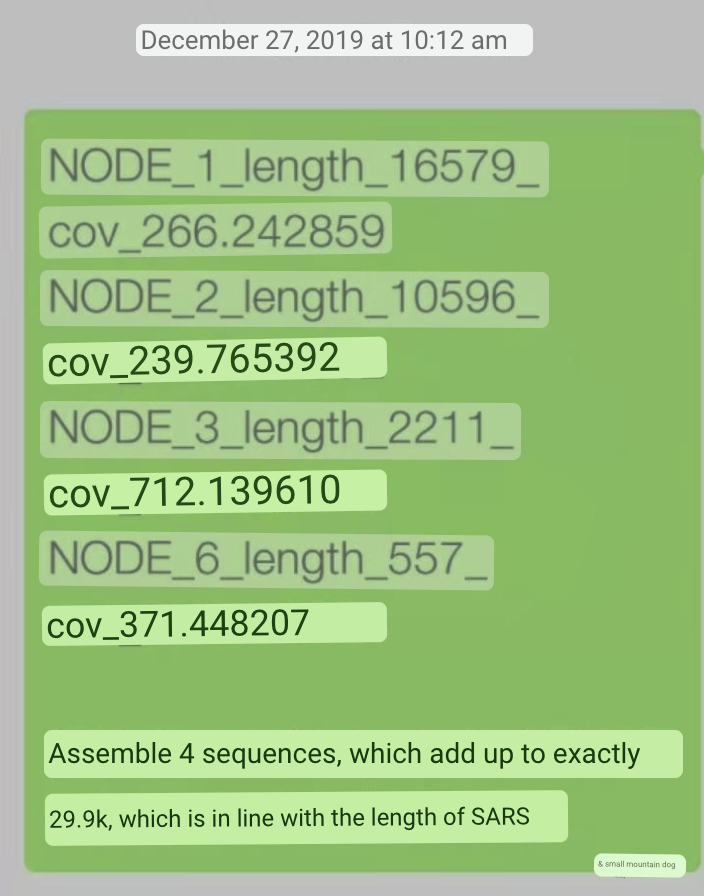 December 27, 2019 at 10:12 am
NODE_1_length_16579_
cov_266.242859
NODE_2_length_10596_
cov_239.765392
NODE_3_length_2211_
cov_712.139610
NODE_6_length_557_
cov_371.448207
Assemble 4 sequences, which add up to exactly
29.9k, which is in line with the length of SARS
& small mountain dog